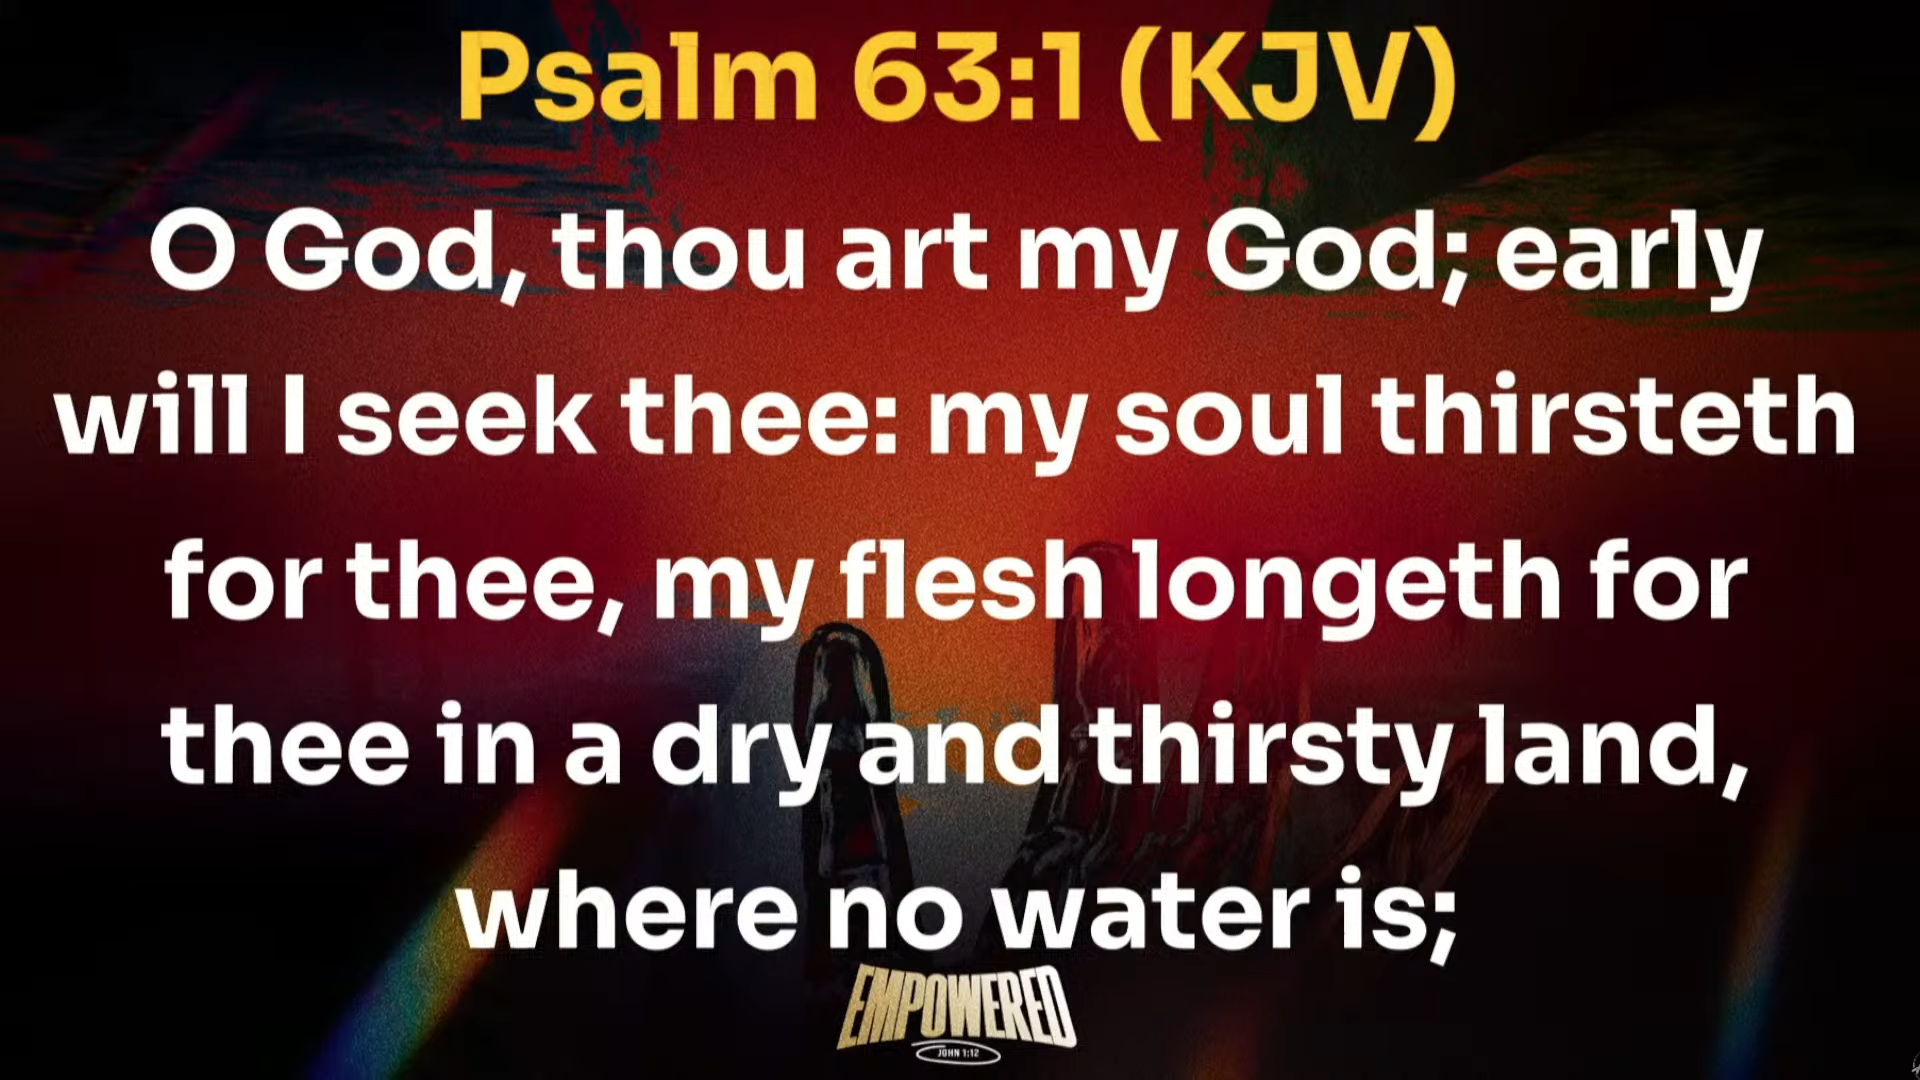 Psalm 63:1 (KJV)
O God, thou art my God; early
will I seek thee: my soul thirsteth
for thee, my flesh longeth for
thee in a dry and thirsty land,
where no water is;
EMPOWERED
JOHN 1:12